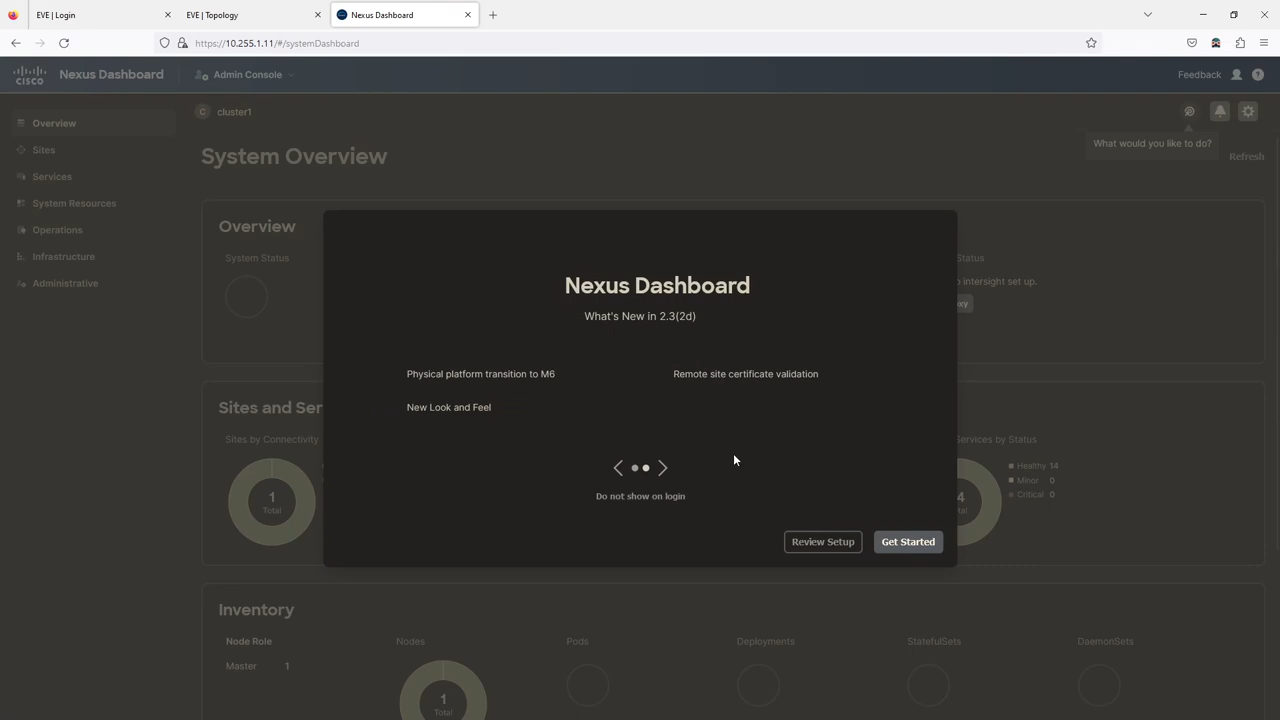 EVE | Login
EVE | Topology
Nexus Dashboard
https://10.255.1.11/#/systemDashboard
CISCO
Nexus Dashboard
Admin Console
Feedback
C
cluster1
Overview
Sites
Services
System Resources
Operations
Infrastructure
Administrative
What would you like to do?
System Overview
Refresh
Overview
System Status
Status
o intersight set up.
xy
Nexus Dashboard
What's New in 2.3(2d)
Physical platform transition to M6
Remote site certificate validation
New Look and Feel
Do not show on login
Review Setup
Get Started
Sites and Ser
Sites by Connectivity
1
Total
Services by Status
4
tal
Healthy 14
Minor 0
Critical 0
Inventory
Node Role
Nodes
Pods
Deployments
StatefulSets
DaemonSets
Master 1
1
Total